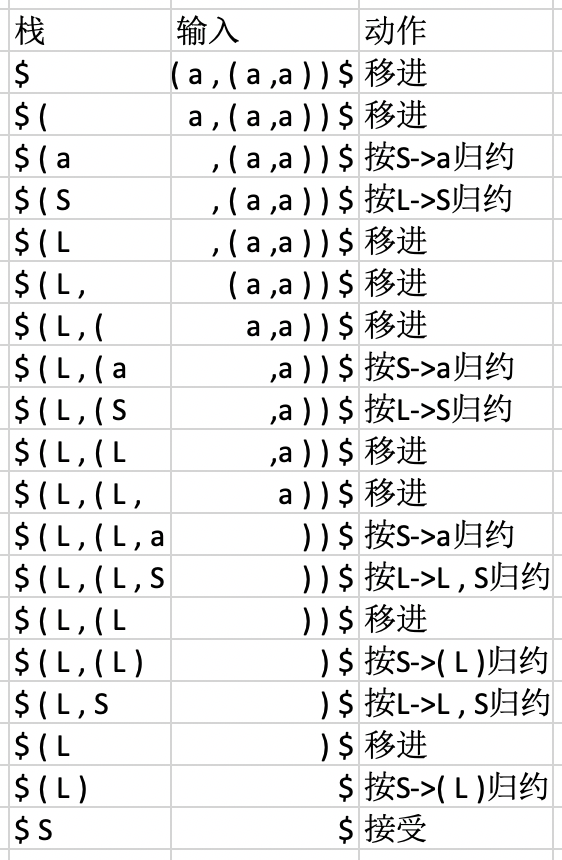 栈 输入 动作
$ ( a , ( a ,a ) ) $ 移进
$ ( a , ( a ,a ) ) $ 移进
$ ( a , ( a ,a ) ) $ 按S->a归约
$ ( S , ( a ,a ) ) $ 按L->S归约
$ ( L , ( a ,a ) ) $ 移进
$ ( L , ( a ,a ) ) $ 移进
$ ( L , ( a ,a ) ) $ 移进
$ ( L , ( a ,a ) ) $ 按S->a归约
$ ( L , ( S ,a ) ) $ 按L->S归约
$ ( L , ( L ,a ) ) $ 移进
$ ( L , ( L , a ) ) $ 移进
$ ( L , ( L , a ) ) $ 按S->a归约
$ ( L , ( L , S ) ) $ 按L->L , S归约
$ ( L , ( L ) ) $ 移进
$ ( L , ( L ) ) $ 按S->( L )归约
$ ( L , S ) $ 按L->L , S归约
$ ( L ) $ 移进
$ ( L ) $ 按S->( L )归约
$ S $ 接受